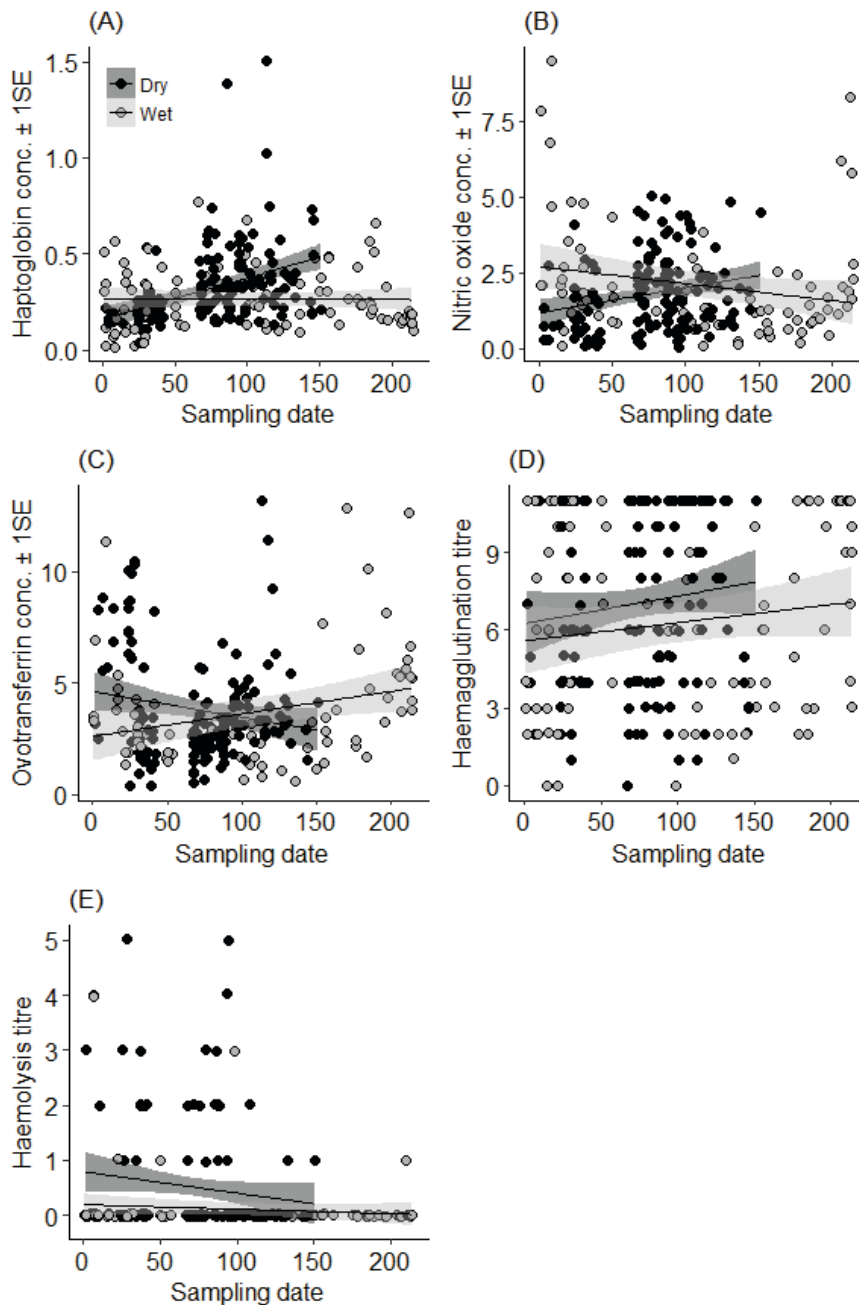 (A)
Haptoglobin conc. ± 1SE
1.5
1.0
0.5
0.0
Dry
Wet
0 50 100 150 200
Sampling date
(B)
Nitric oxide conc. ± 1SE
7.5
5.0
2.5
0.0
0 50 100 150 200
Sampling date
(C)
Ovotransferrin conc. ± 1SE
10
5
0
0 50 100 150 200
Sampling date
(D)
Haemagglutination titre
9
6
3
0
0 50 100 150 200
Sampling date
(E)
Haemolysis titre
5
4
3
2
1
0
0 50 100 150 200
Sampling date